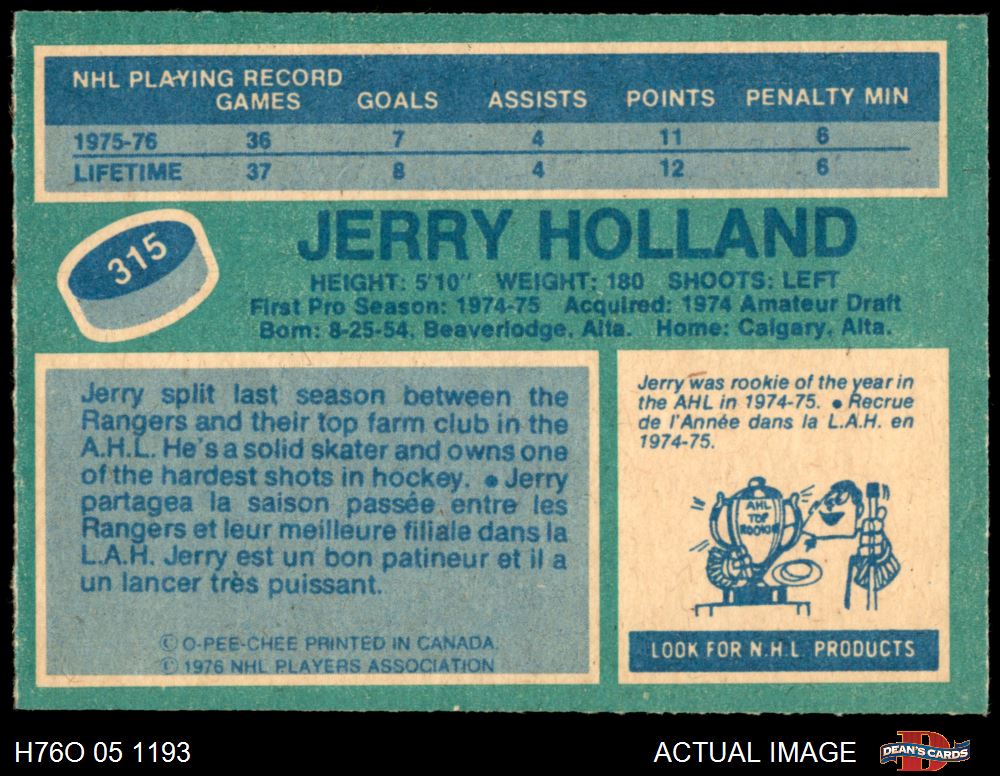 NHL PLAYING RECORD
GAMES GOALS ASSISTS POINTS PENALTY MIN
1975-76 36 7 4 11 6
LIFETIME 37 8 4 12 6
315
JERRY HOLLAND
HEIGHT: 5'10" WEIGHT: 180 SHOOTS: LEFT
First Pro Season: 1974-75 Acquired: 1974 Amateur Draft
Born: 8-25-54, Beaverlodge, Alta. Home: Calgary, Alta.
Jerry split last season between the
Rangers and their top farm club in the
A.H.L. He's a solid skater and owns one
of the hardest shots in hockey. ● Jerry
partagea la saison passée entre les
Rangers et leur meilleure filiale dans la
L.A.H. Jerry est un bon patineur et il a
un lancer très puissant.
© O-PEE-CHEE PRINTED IN CANADA.
© 1976 NHL PLAYERS ASSOCIATION
Jerry was rookie of the year in
the AHL in 1974-75. ● Recrue
de l'Année dans la L.A.H. en
1974-75.
AHL
TOP
ROOKIE
LOOK FOR N.H.L. PRODUCTS
H76O 05 1193
ACTUAL IMAGE
D
DEAN'S CARDS